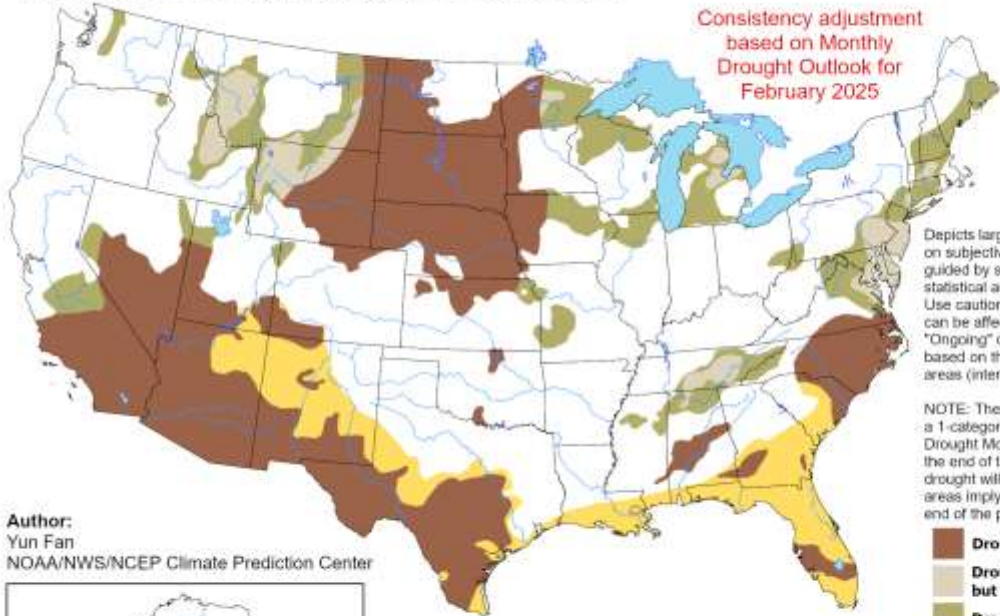 Consistency adjustment
based on Monthly
Drought Outlook for
February 2025
Depicts larg
on subjectiv
guided by s
statistical a
Use caution
can be affe
"Ongoing" d
based on th
areas (inter
NOTE: The
a 1-categor
Drought Mo
the end of t
drought will
areas imply
end of the p
Author:
Yun Fan
NOAA/NWS/NCEP Climate Prediction Center
Dro
Dro
but